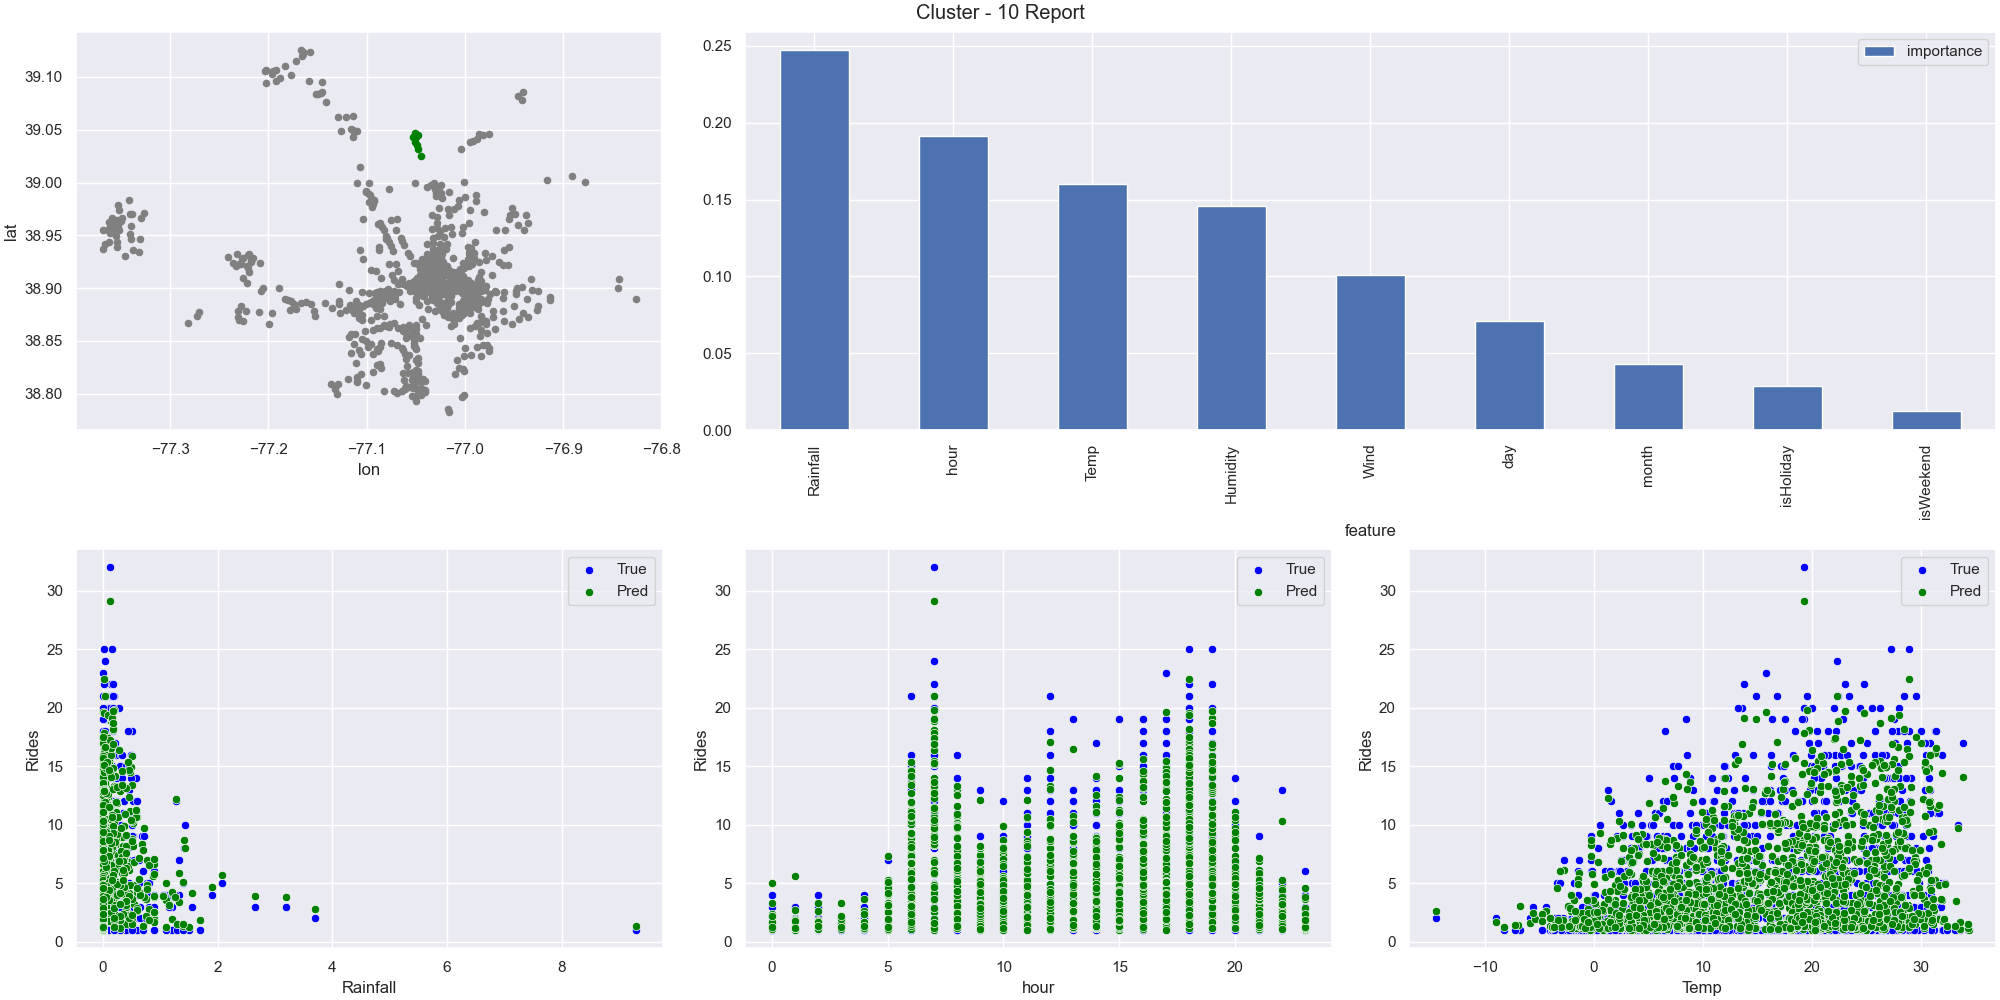 Cluster - 10 Report
39.10
39.05
39.00
38.95
38.90
38.85
38.80
lat
−77.3 −77.2 −77.1 −77.0 −76.9 −76.8
lon
importance
0.25
0.20
0.15
0.10
0.05
0.00
Rainfall
hour
Temp
Humidity
Wind
day
month
isHoliday
isWeekend
feature
True
Pred
30
25
20
15
10
5
0
Rides
0 2 4 6 8
Rainfall
True
Pred
30
25
20
15
10
5
0
Rides
0 5 10 15 20
hour
True
Pred
30
25
20
15
10
5
0
Rides
−10 0 10 20 30
Temp